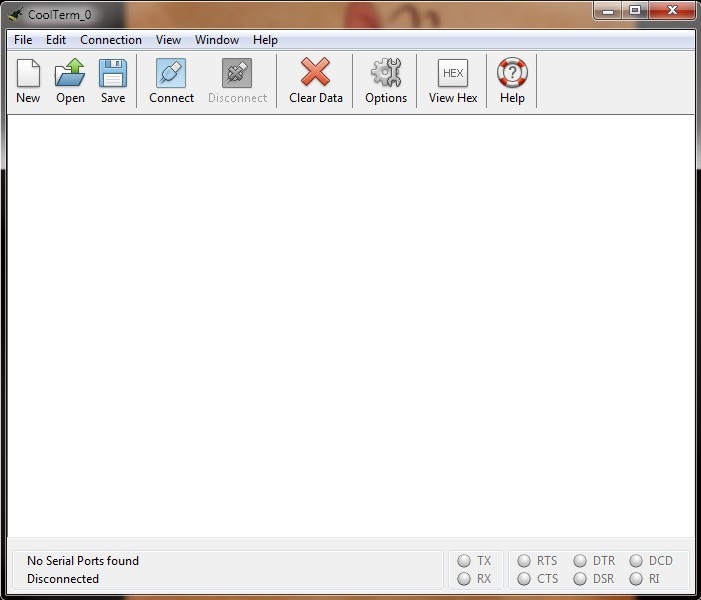 CoolTerm_0
File Edit Connection View Window Help
New Open Save Connect Disconnect Clear Data Options HEX View Hex ? Help
No Serial Ports found
Disconnected
TX RTS DTR DCD
RX CTS DSR RI